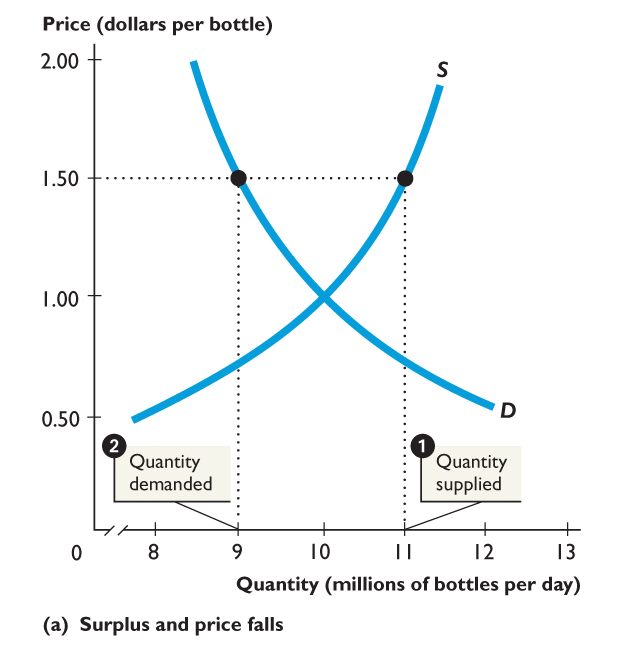 Price (dollars per bottle)
2.00
S
1.50
1.00
0.50
D
2
Quantity
demanded
1
Quantity
supplied
0
8
9
10
11
12
13
Quantity (millions of bottles per day)
(a) Surplus and price falls